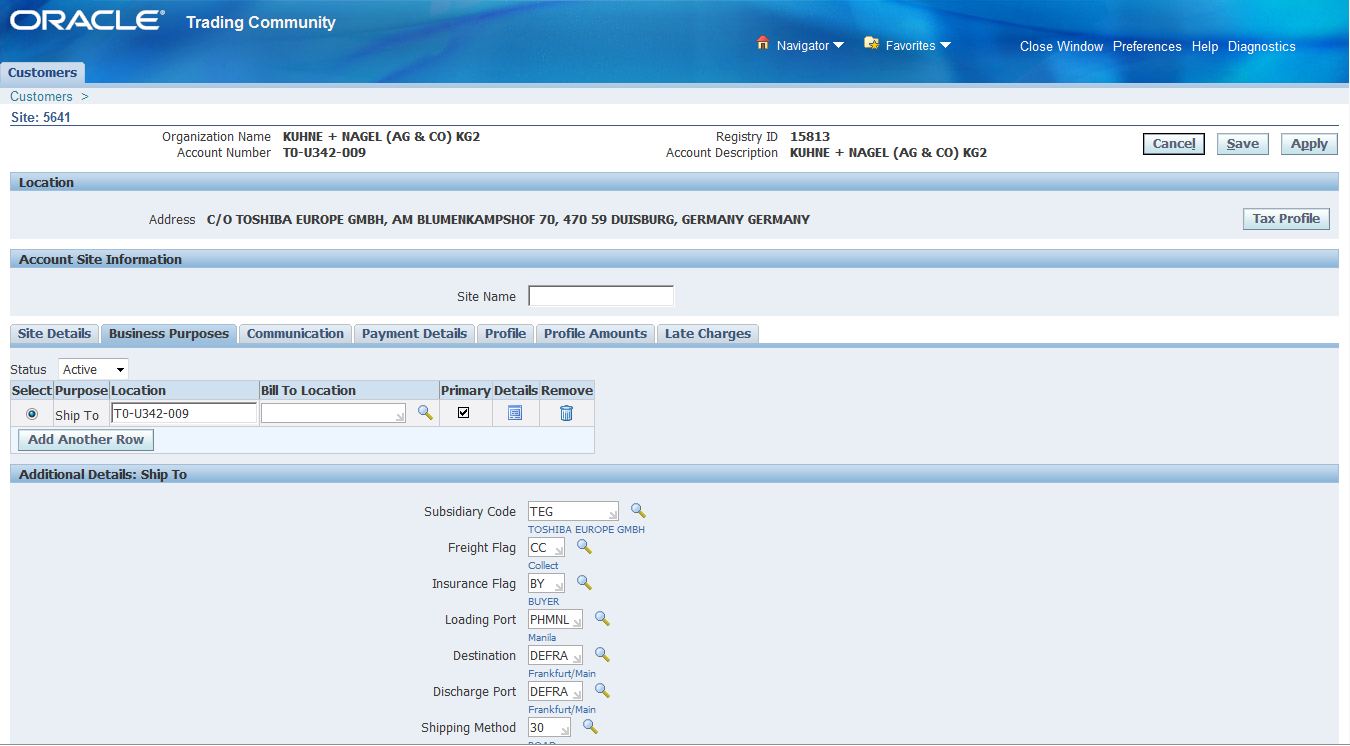 ORACLE® Trading Community
Navigator Favorites Close Window Preferences Help Diagnostics
Customers
Customers >
Site: 5641
Organization Name KUHNE + NAGEL (AG & CO) KG2 Registry ID 15813
Account Number T0-U342-009 Account Description KUHNE + NAGEL (AG & CO) KG2
Cancel Save Apply
Location
Address C/O TOSHIBA EUROPE GMBH, AM BLUMENKAMPSHOF 70, 470 59 DUISBURG, GERMANY GERMANY Tax Profile
Account Site Information
Site Name
Site Details Business Purposes Communication Payment Details Profile Profile Amounts Late Charges
Status Active
Select Purpose Location Bill To Location Primary Details Remove
Ship To T0-U342-009
Add Another Row
Additional Details: Ship To
Subsidiary Code TEG
TOSHIBA EUROPE GMBH
Freight Flag CC
Collect
Insurance Flag BY
BUYER
Loading Port PHMNL
Manila
Destination DEFRA
Frankfurt/Main
Discharge Port DEFRA
Frankfurt/Main
Shipping Method 30